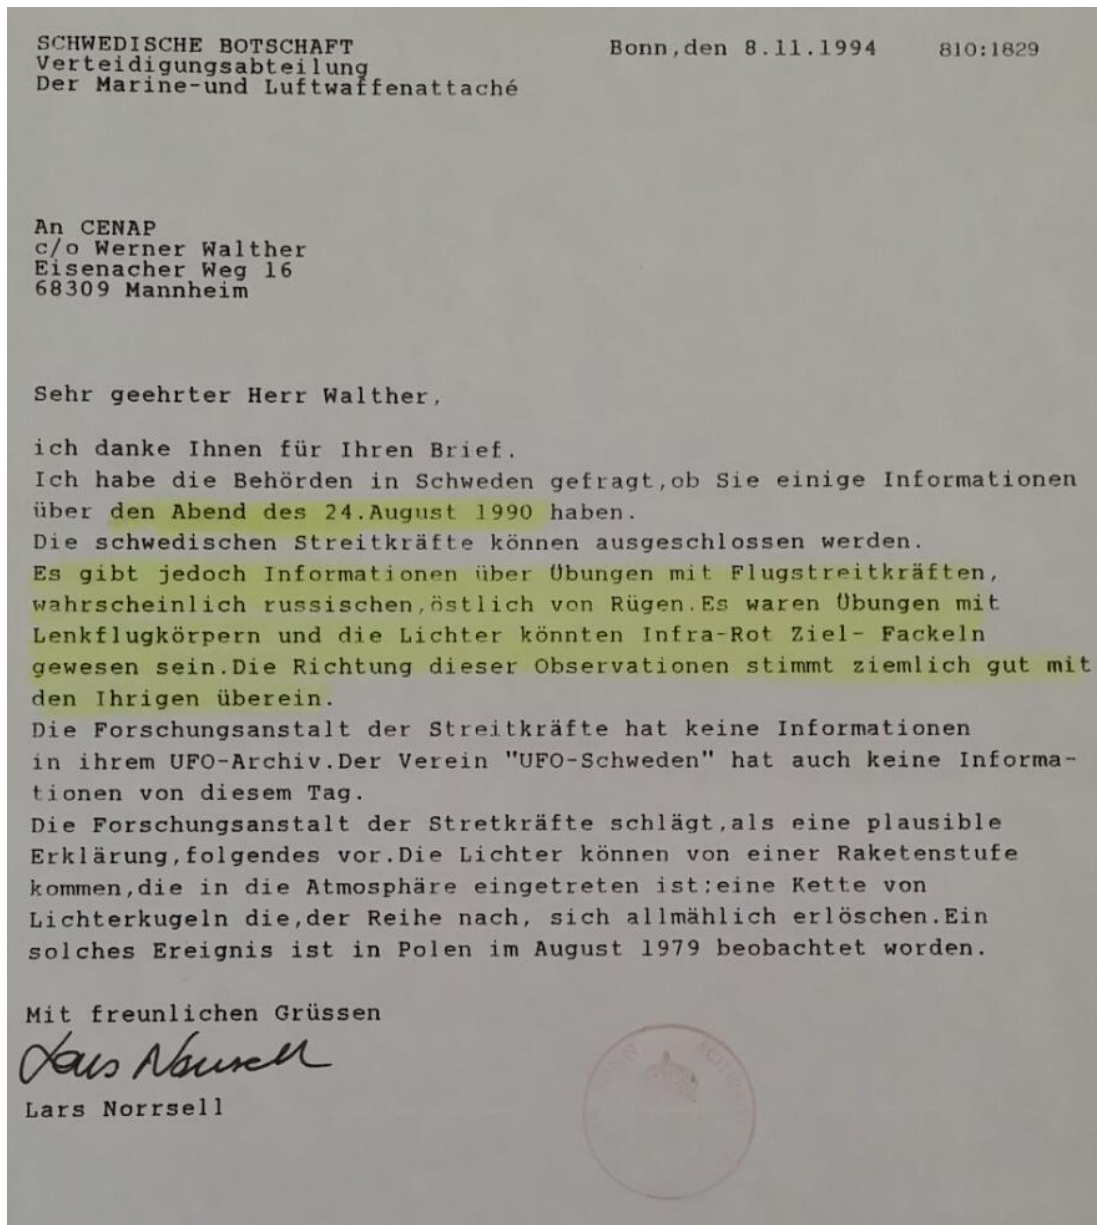 SCHWEDISCHE BOTSCHAFT
Verteidigungsabteilung
Der Marine-und Luftwaffenattaché
Bonn,den 8.11.1994 810:1829
An CENAP
c/o Werner Walther
Eisenacher Weg 16
68309 Mannheim
Sehr geehrter Herr Walther,
ich danke Ihnen für Ihren Brief.
Ich habe die Behörden in Schweden gefragt,ob Sie einige Informationen
über den Abend des 24.August 1990 haben.
Die schwedischen Streitkräfte können ausgeschlossen werden.
Es gibt jedoch Informationen über Übungen mit Flugstreitkräften,
wahrscheinlich russischen,östlich von Rügen.Es waren Übungen mit
Lenkflugkörpern und die Lichter könnten Infra-Rot Ziel- Fackeln
gewesen sein.Die Richtung dieser Observationen stimmt ziemlich gut mit
den Ihrigen überein.
Die Forschungsanstalt der Streitkräfte hat keine Informationen
in ihrem UFO-Archiv.Der Verein "UFO-Schweden" hat auch keine Informa-
tionen von diesem Tag.
Die Forschungsanstalt der Stretkräfte schlägt,als eine plausible
Erklärung,folgendes vor.Die Lichter können von einer Raketenstufe
kommen,die in die Atmosphäre eingetreten ist:eine Kette von
Lichterkugeln die,der Reihe nach, sich allmählich erlöschen.Ein
solches Ereignis ist in Polen im August 1979 beobachtet worden.
Mit freunlichen Grüssen
Lars Norrsell
Lars Norrsell